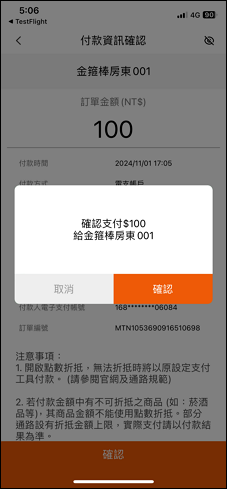 5:06
4G 90
◀ TestFlight
付款資訊確認
金箍棒房東001
訂單金額(NT$)
100
付款時間 2024/11/01 17:05
付款方式 電支帳戶
確認支付$100
給金箍棒房東001
取消 確認
付款人電子支付帳號 168********06084
訂單編號 MTN1053690916510698
注意事項：
1. 開啟點數折抵，無法折抵時將以原設定支付
工具付款。(請參閱官網及通路規範)
2. 若付款金額中有不可折抵之商品 (如：菸酒
品等)，其商品金額不能使用點數折抵。部分
通路設有折抵金額上限，實際支付請以付款結
果為準。
確認